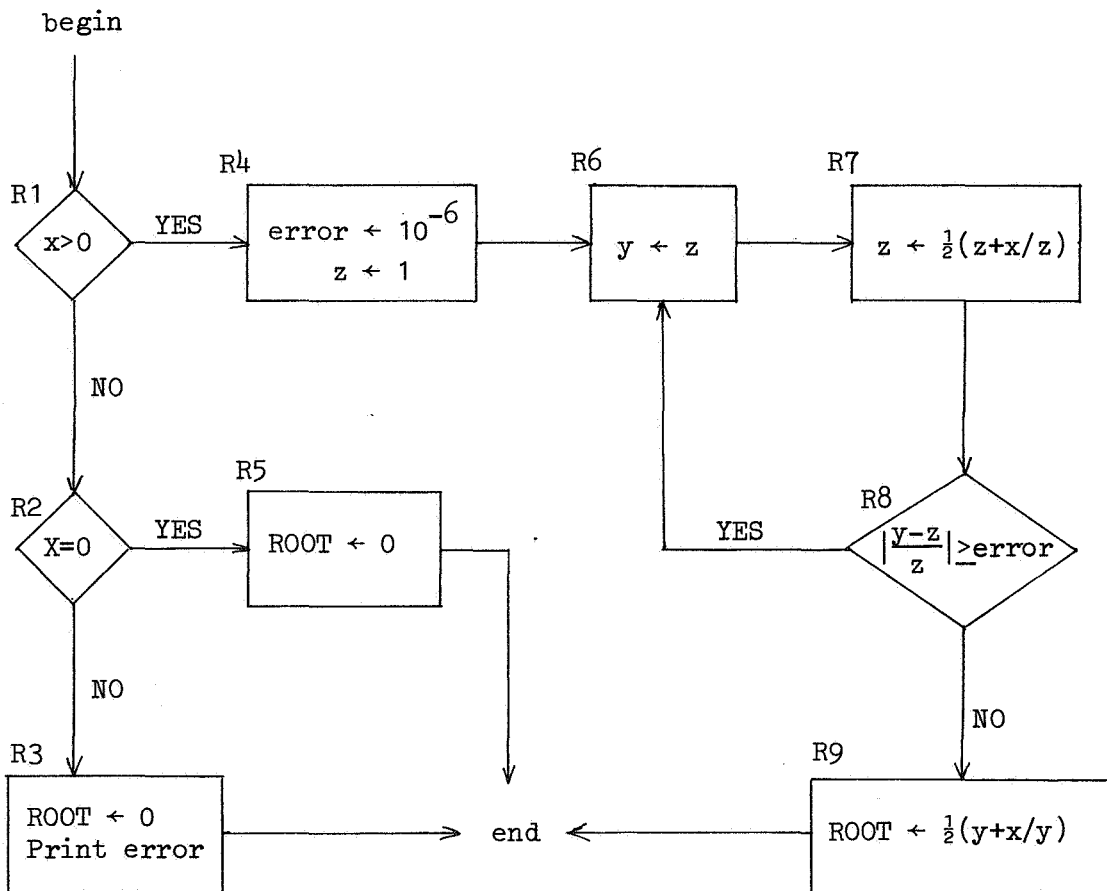 begin
R1
x>0
YES
R4
error ← 10⁻⁶
z ← 1
R6
y ← z
R7
z ← ½(z+x/z)
NO
R2
X=0
YES
R5
ROOT ← 0
YES
R8
|y-z/z|≥error
NO
NO
R3
ROOT ← 0
Print error
end
R9
ROOT ← ½(y+x/y)